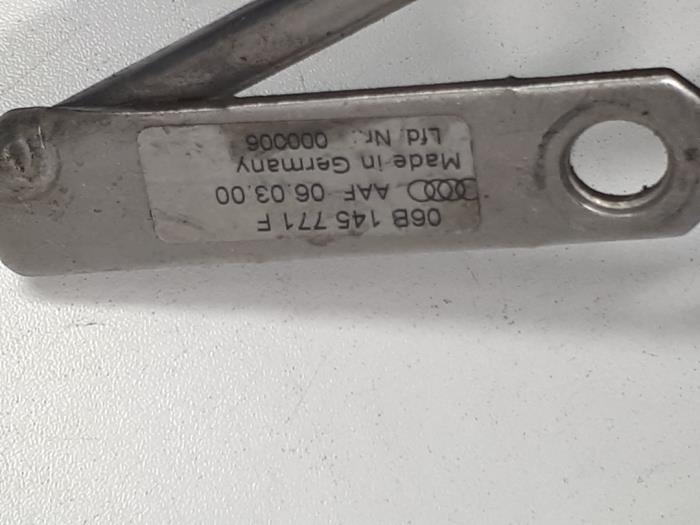 06B 145 771 F
AAF 06.03.00
Made in Germany
Lfd. Nr.: 000006